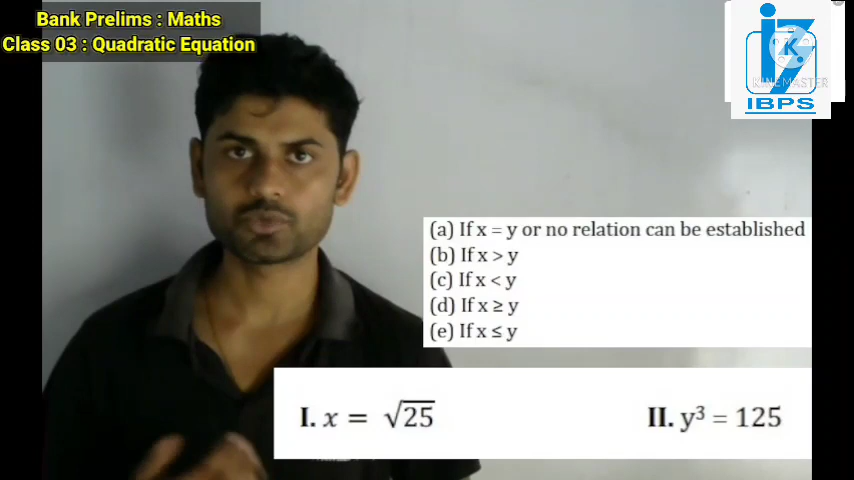 Bank Prelims : Maths
Class 03 : Quadratic Equation
K
KINEMASTER
IBPS
(a) If x = y or no relation can be established
(b) If x > y
(c) If x < y
(d) If x ≥ y
(e) If x ≤ y
I. x = √25
II. y³ = 125